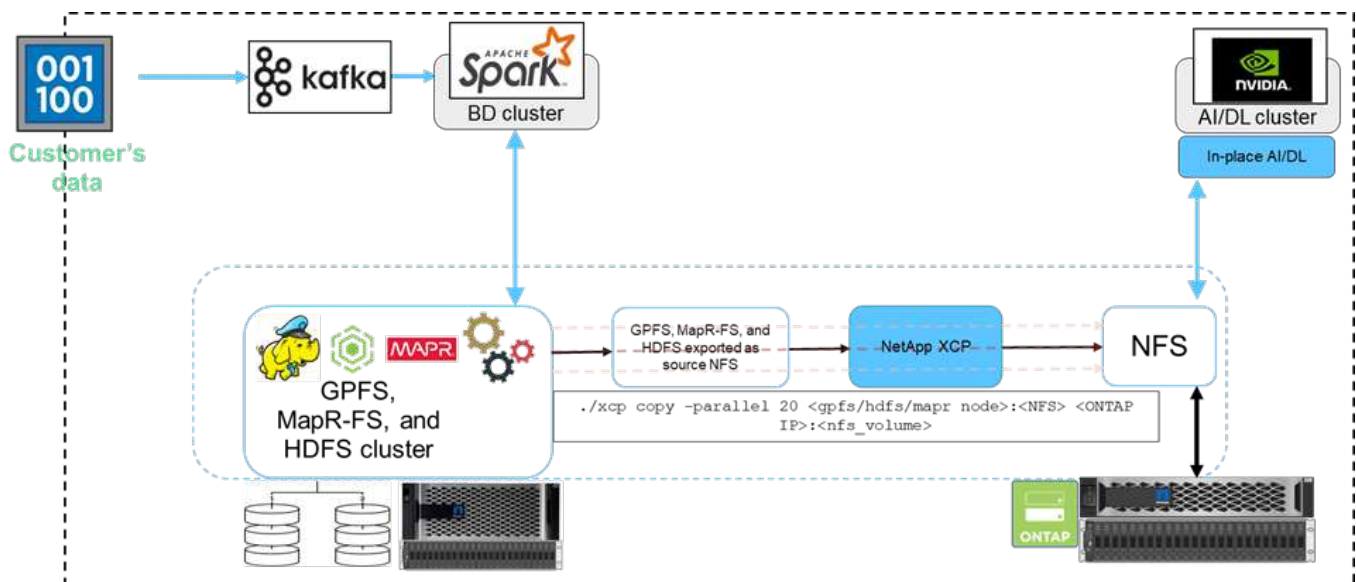 001
100
Customer's
data
kafka
APACHE
Spark
BD cluster
NVIDIA.
AI/DL cluster
In-place AI/DL
MAPR
GPFS,
MapR-FS, and
HDFS cluster
GPFS, MapR-FS, and
HDFS exported as
source NFS
NetApp XCP
NFS
./xcp copy -parallel 20 <gpfs/hdfs/mapr node>:<NFS> <ONTAP
IP>:<nfs_volume>
ONTAP